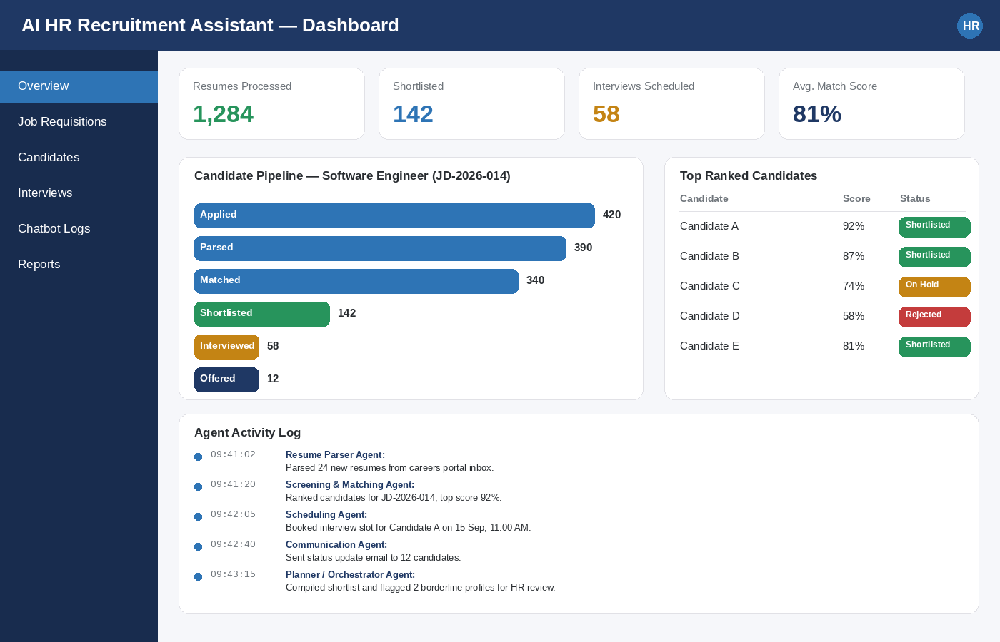 AI HR Recruitment Assistant — Dashboard
HR
Overview
Job Requisitions
Candidates
Interviews
Chatbot Logs
Reports
Resumes Processed
1,284
Shortlisted
142
Interviews Scheduled
58
Avg. Match Score
81%
Candidate Pipeline — Software Engineer (JD-2026-014)
Applied 420
Parsed 390
Matched 340
Shortlisted 142
Interviewed 58
Offered 12
Top Ranked Candidates
Candidate Score Status
Candidate A 92% Shortlisted
Candidate B 87% Shortlisted
Candidate C 74% On Hold
Candidate D 58% Rejected
Candidate E 81% Shortlisted
Agent Activity Log
09:41:02 Resume Parser Agent:
Parsed 24 new resumes from careers portal inbox.
09:41:20 Screening & Matching Agent:
Ranked candidates for JD-2026-014, top score 92%.
09:42:05 Scheduling Agent:
Booked interview slot for Candidate A on 15 Sep, 11:00 AM.
09:42:40 Communication Agent:
Sent status update email to 12 candidates.
09:43:15 Planner / Orchestrator Agent:
Compiled shortlist and flagged 2 borderline profiles for HR review.